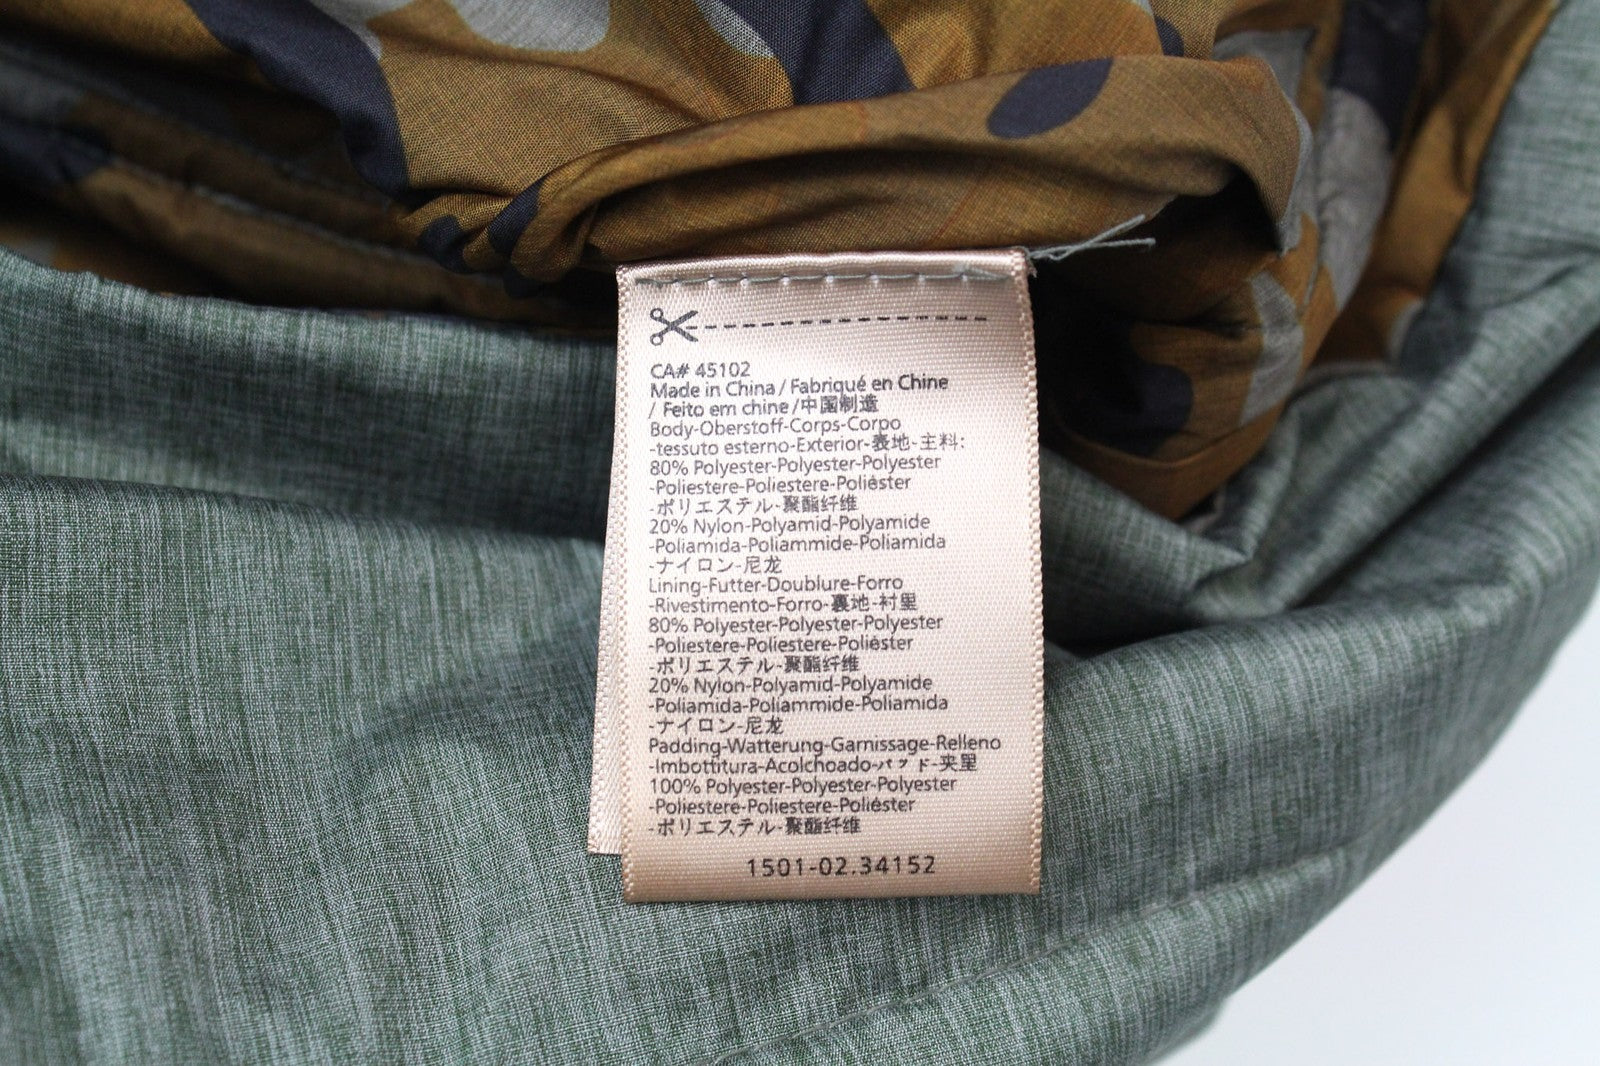 CA# 45102
Made in China / Fabriqué en Chine
/ Feito em chine /中国制造
Body-Oberstoff-Corps-Corpo
-tessuto esterno-Exterior-表地-主料:
80% Polyester-Polyester-Polyester
-Poliestere-Poliestere-Poliéster
-ポリエステル-聚酯纤维
20% Nylon-Polyamid-Polyamide
-Poliamida-Poliammide-Poliamida
-ナイロン-尼龙
Lining-Futter-Doublure-Forro
-Rivestimento-Forro-裏地-衬里
80% Polyester-Polyester-Polyester
-Poliestere-Poliestere-Poliéster
-ポリエステル-聚酯纤维
20% Nylon-Polyamid-Polyamide
-Poliamida-Poliammide-Poliamida
-ナイロン-尼龙
Padding-Watterung-Garnissage-Relleno
-Imbottitura-Acolchoado-パッド-夹里
100% Polyester-Polyester-Polyester
-Poliestere-Poliestere-Poliéster
-ポリエステル-聚酯纤维
1501-02.34152